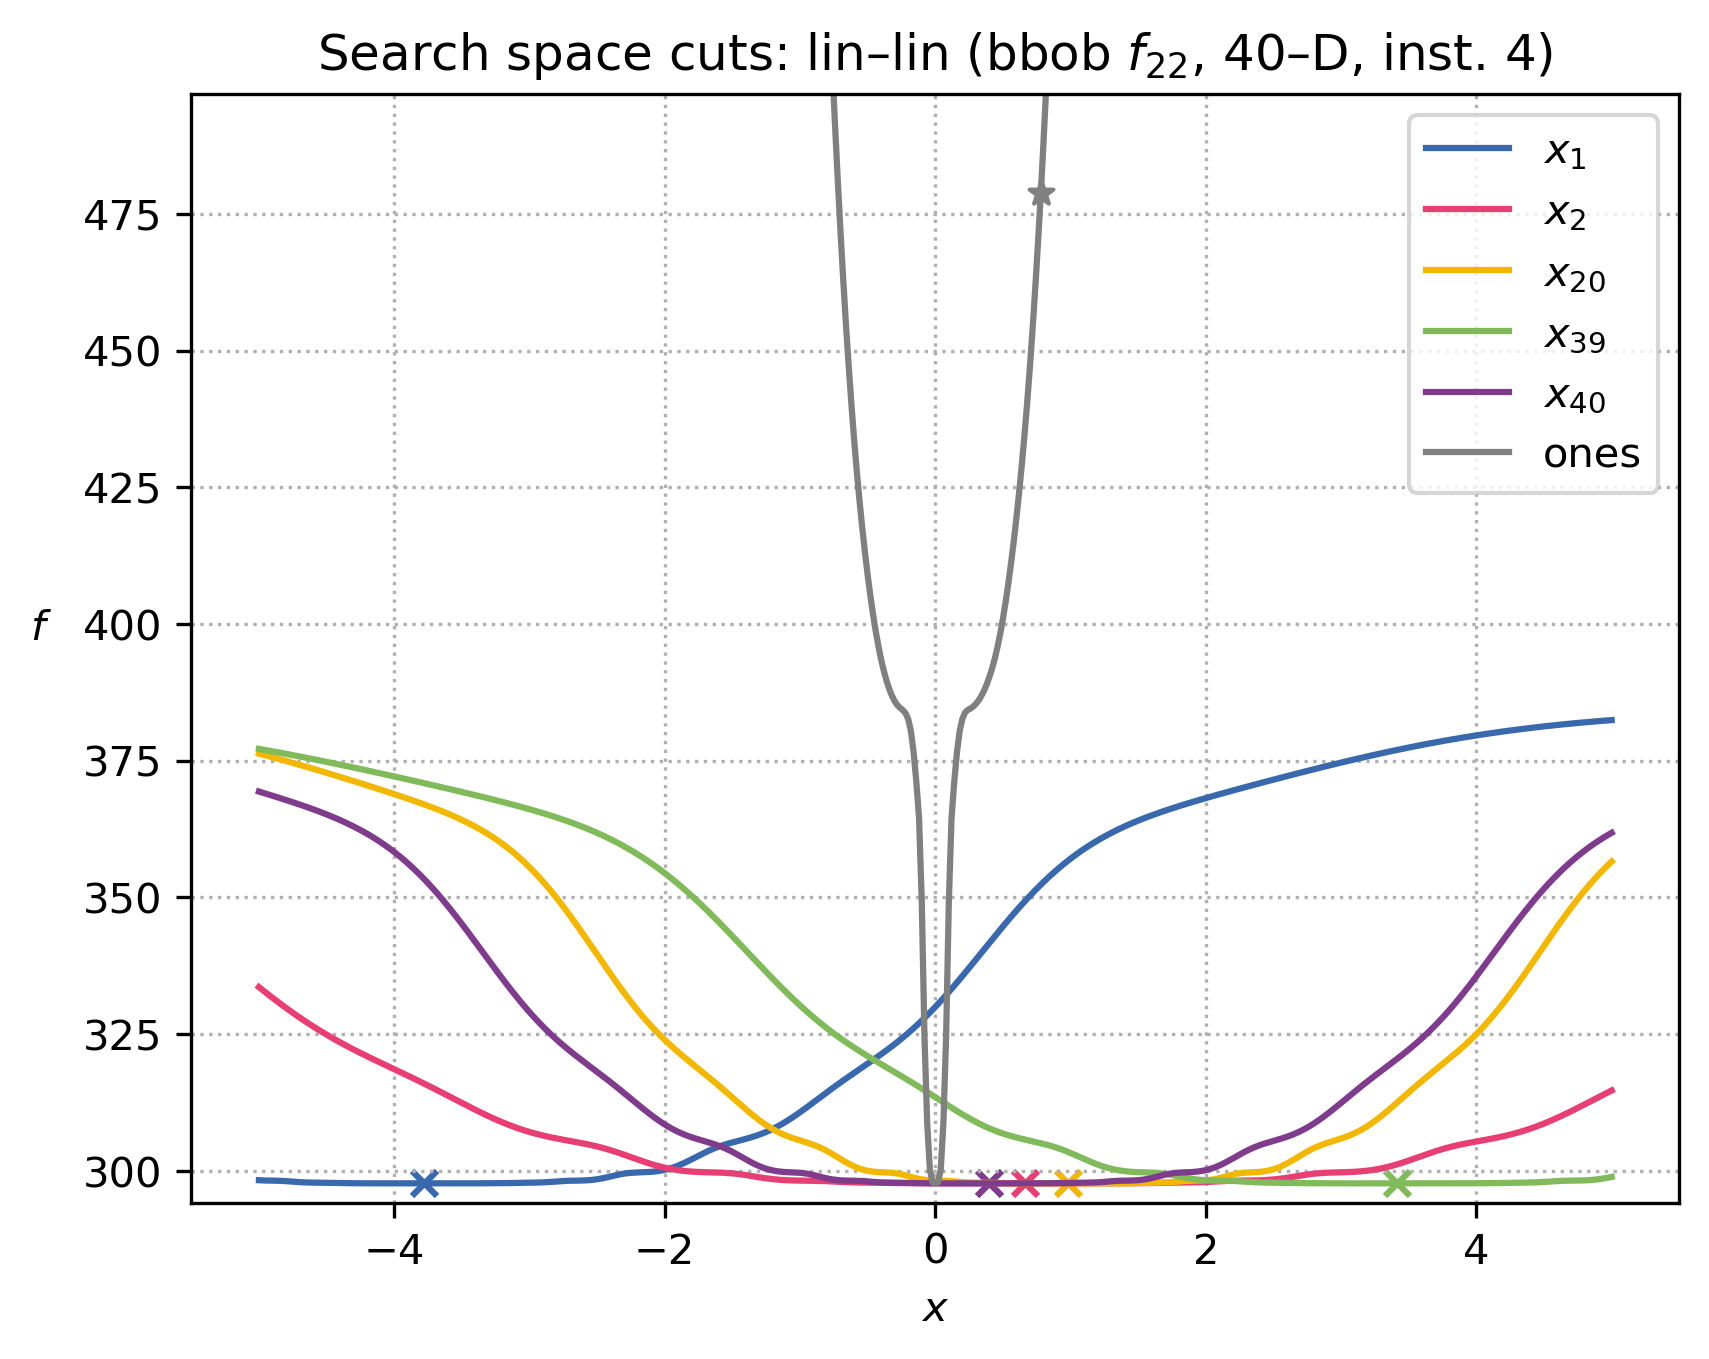 Search space cuts: lin–lin (bbob f₂₂, 40–D, inst. 4)
x₁
x₂
x₂₀
x₃₉
x₄₀
ones
475
450
425
400
375
350
325
300
f
−4 −2 0 2 4
x